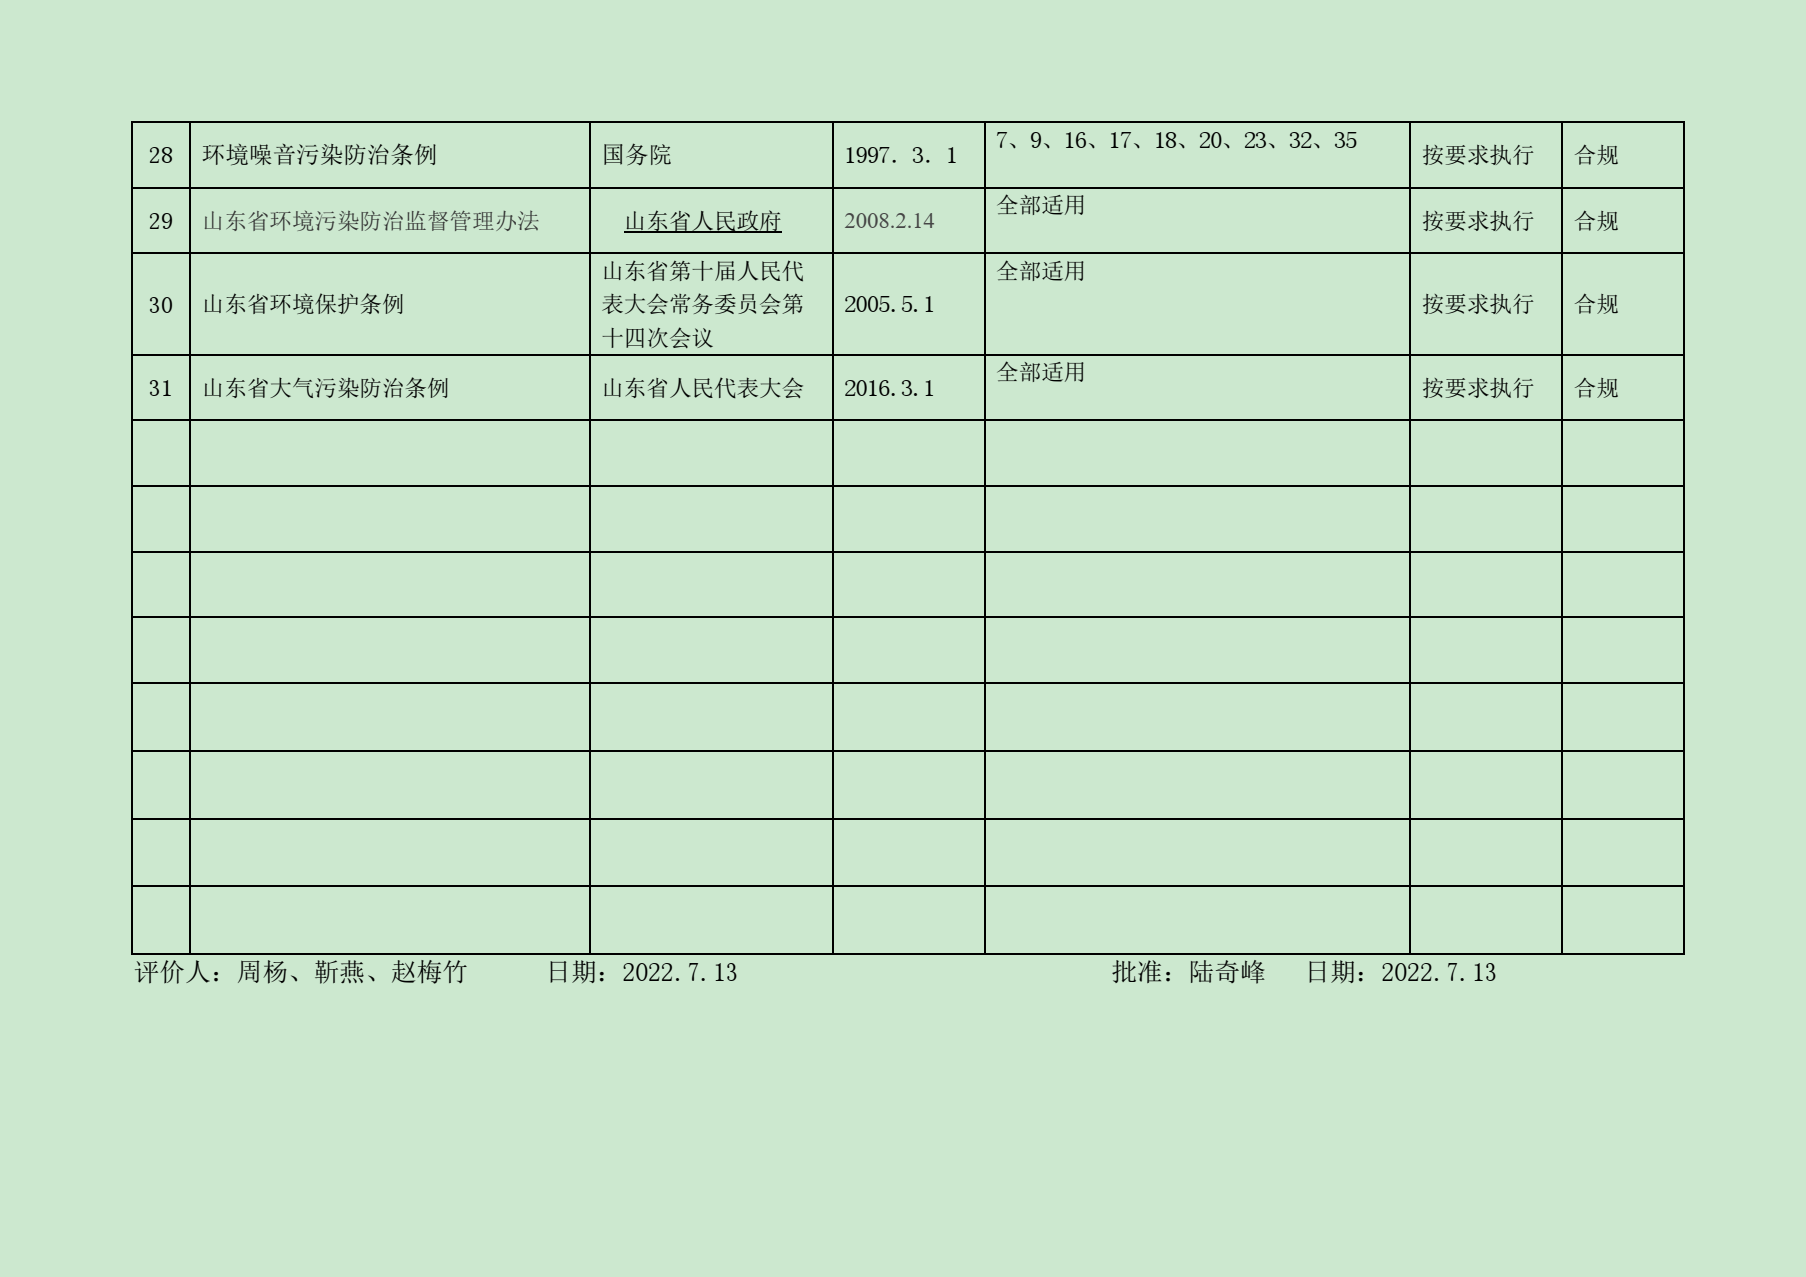 28 环境噪音污染防治条例 国务院 1997. 3. 1 7、9、16、17、18、20、23、32、35 按要求执行 合规
29 山东省环境污染防治监督管理办法 山东省人民政府 2008.2.14 全部适用 按要求执行 合规
30 山东省环境保护条例 山东省第十届人民代
表大会常务委员会第
十四次会议 2005.5.1 全部适用 按要求执行 合规
31 山东省大气污染防治条例 山东省人民代表大会 2016.3.1 全部适用 按要求执行 合规
评价人：周杨、靳燕、赵梅竹 日期：2022.7.13 批准：陆奇峰 日期：2022.7.13